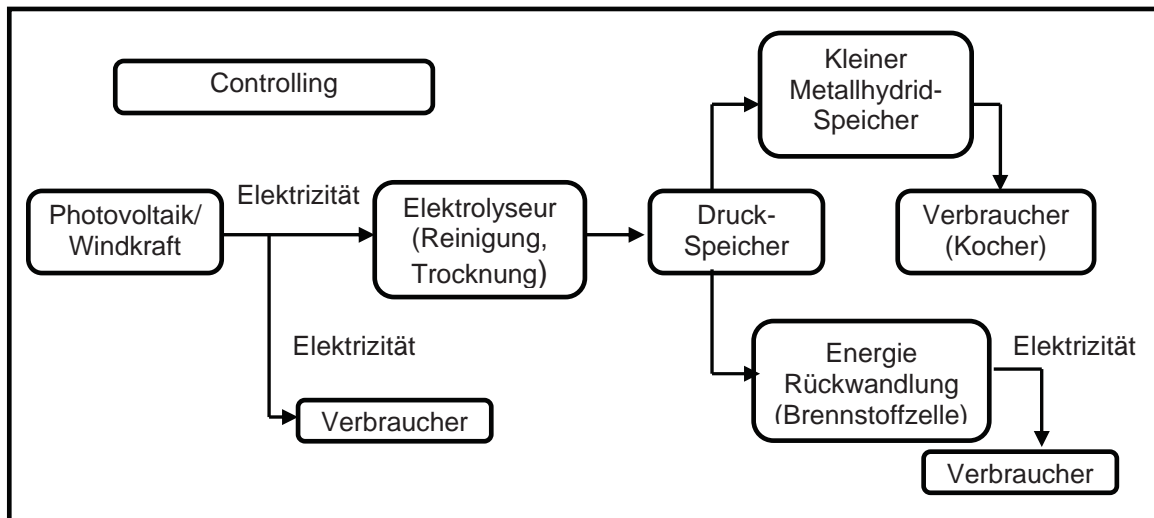 Controlling
Kleiner
Metallhydrid-
Speicher
Photovoltaik/
Windkraft
Elektrizität
Elektrolyseur
(Reinigung,
Trocknung)
Druck-
Speicher
Verbraucher
(Kocher)
Elektrizität
Verbraucher
Energie
Rückwandlung
(Brennstoffzelle)
Elektrizität
Verbraucher